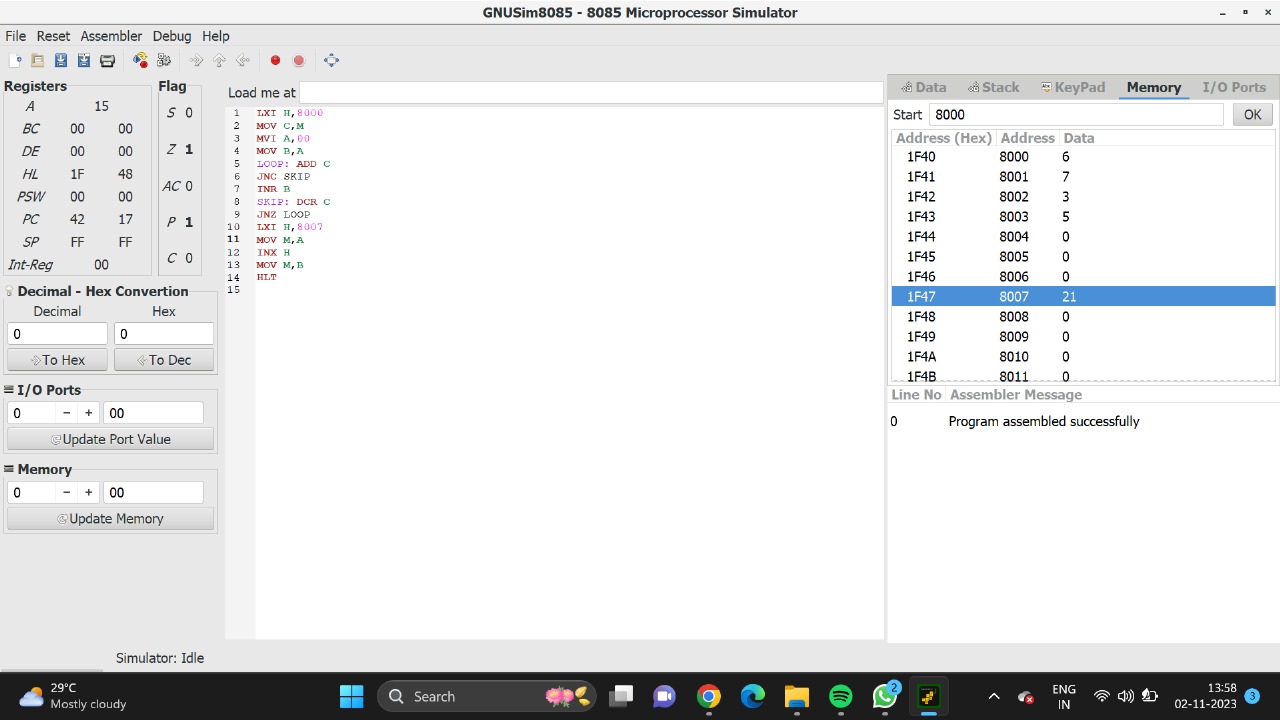 GNUSim8085 - 8085 Microprocessor Simulator
File Reset Assembler Debug Help
Registers
A 15
BC 00 00
DE 00 00
HL 1F 48
PSW 00 00
PC 42 17
SP FF FF
Int-Reg 00
Flag
S 0
Z 1
AC 0
P 1
C 0
Decimal - Hex Convertion
Decimal Hex
0 0
To Hex To Dec
I/O Ports
0 − + 00
Update Port Value
Memory
0 − + 00
Update Memory
Load me at
1 LXI H,8000
2 MOV C,M
3 MVI A,00
4 MOV B,A
5 LOOP: ADD C
6 JNC SKIP
7 INR B
8 SKIP: DCR C
9 JNZ LOOP
10 LXI H,8007
11 MOV M,A
12 INX H
13 MOV M,B
14 HLT
15
Data Stack KeyPad Memory I/O Ports
Start 8000 OK
Address (Hex) Address Data
1F40 8000 6
1F41 8001 7
1F42 8002 3
1F43 8003 5
1F44 8004 0
1F45 8005 0
1F46 8006 0
1F47 8007 21
1F48 8008 0
1F49 8009 0
1F4A 8010 0
1F4B 8011 0
Line No Assembler Message
0 Program assembled successfully
Simulator: Idle
29°C
Mostly cloudy
Search
2
ENG
IN
13:58
02-11-2023
3